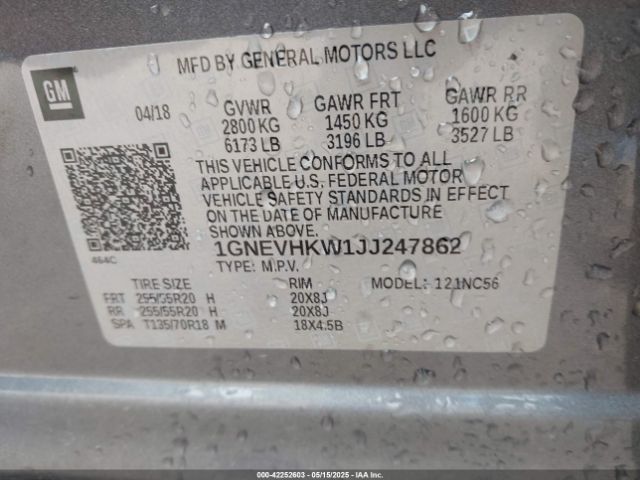 GM
MFD BY GENERAL MOTORS LLC
04/18
GVWR
2800 KG
6173 LB
GAWR FRT
1450 KG
3196 LB
GAWR RR
1600 KG
3527 LB
THIS VEHICLE CONFORMS TO ALL
APPLICABLE U.S. FEDERAL MOTOR
VEHICLE SAFETY STANDARDS IN EFFECT
ON THE DATE OF MANUFACTURE
SHOWN ABOVE.
464C
1GNEVHKW1JJ247862
TYPE: M.P.V.
MODEL: 121NC56
TIRE SIZE RIM
FRT 255/55R20 H 20X8J
RR 255/55R20 H 20X8J
SPA T135/70R18 M 18X4.5B
000-42252603 - 05/15/2025 - IAAI, Inc.